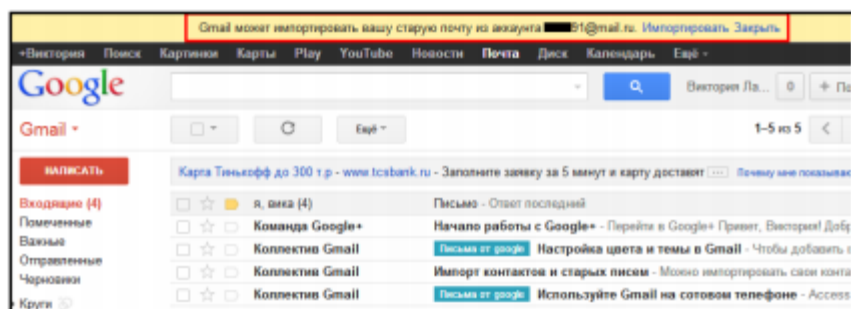 Gmail может импортировать вашу старую почту из аккаунта 91@mail.ru. Импортировать Закрыть
+Виктория Поиск Картинки Карты Play YouTube Новости Почта Диск Календарь Ещё
Google Виктория Ла... 0 + По
Gmail Ещё 1–5 из 5
НАПИСАТЬ Карта Тинькофф до 300 т.р - www.tcsbank.ru - Заполните заявку за 5 минут и карту доставят Почему мне показываю
Входящие (4) я, вика (4) Письмо - Ответ последний
Помеченные Команда Google+ Начало работы с Google+ - Перейти в Google+ Привет, Виктория! Добр
Важные Коллектив Gmail Письма от google Настройка цвета и темы в Gmail - Чтобы добавить
Отправленные
Черновики Коллектив Gmail Импорт контактов и старых писем - Можно импортировать свои конта
Круги Коллектив Gmail Письма от google Используйте Gmail на сотовом телефоне - Access